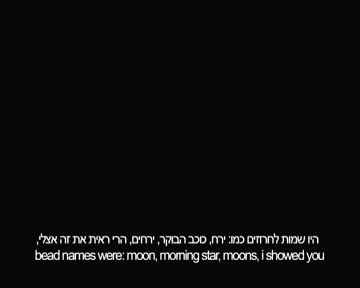 היו שמות לחרוזים כמו: ירח, כוכב הבוקר, ירחים, הרי ראית את זה אצלי,
bead names were: moon, morning star, moons, i showed you